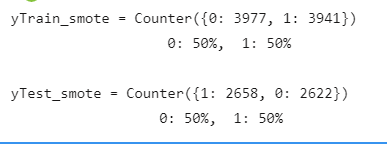 yTrain_smote = Counter({0: 3977, 1: 3941})
0: 50%, 1: 50%
yTest_smote = Counter({1: 2658, 0: 2622})
0: 50%, 1: 50%